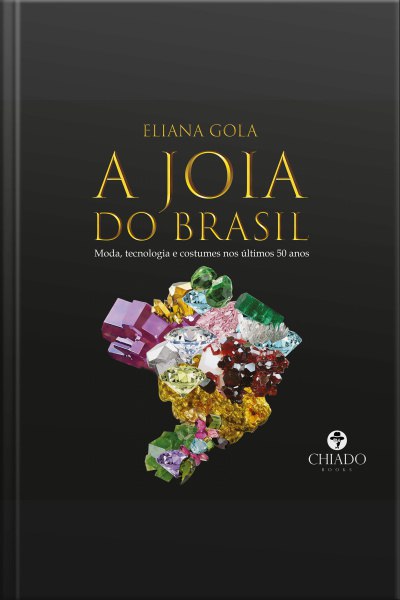 ELIANA GOLA
A JOIA
DO BRASIL
Moda, tecnologia e costumes nos últimos 50 anos
CHIADO
BOOKS